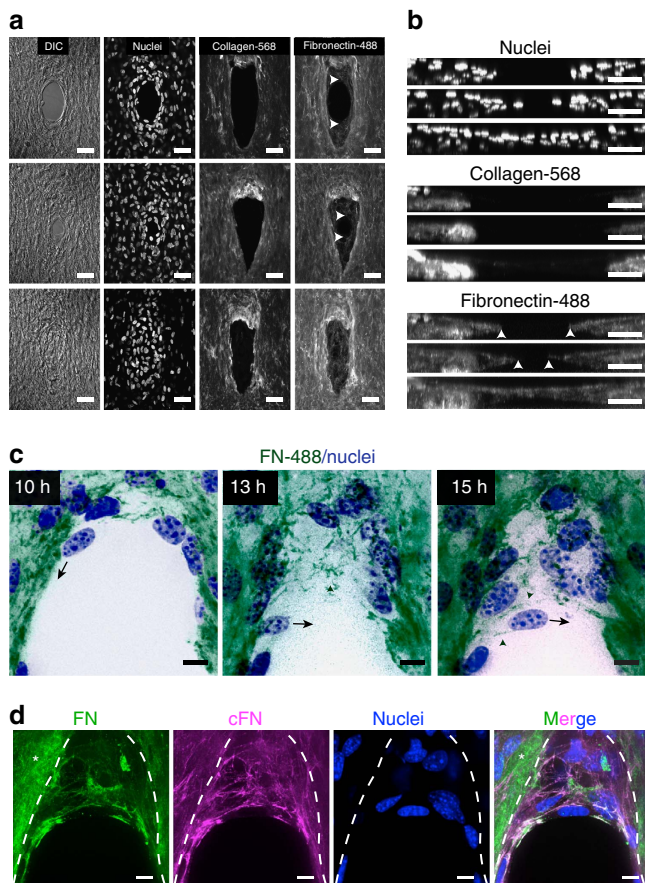 a
DIC Nuclei Collagen-568 Fibronectin-488
b
Nuclei
Collagen-568
Fibronectin-488
c
FN-488/nuclei
10 h 13 h 15 h
d
FN cFN Nuclei Merge
* *